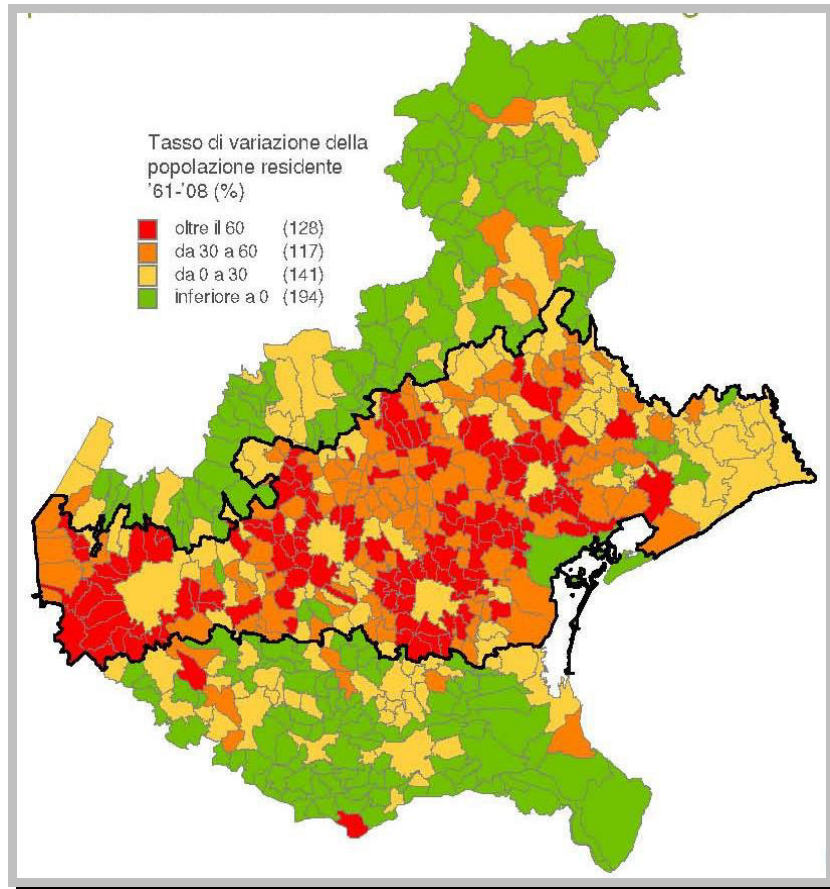 Tasso di variazione della
popolazione residente
'61-'08 (%)
oltre il 60 (128)
da 30 a 60 (117)
da 0 a 30 (141)
inferiore a 0 (194)